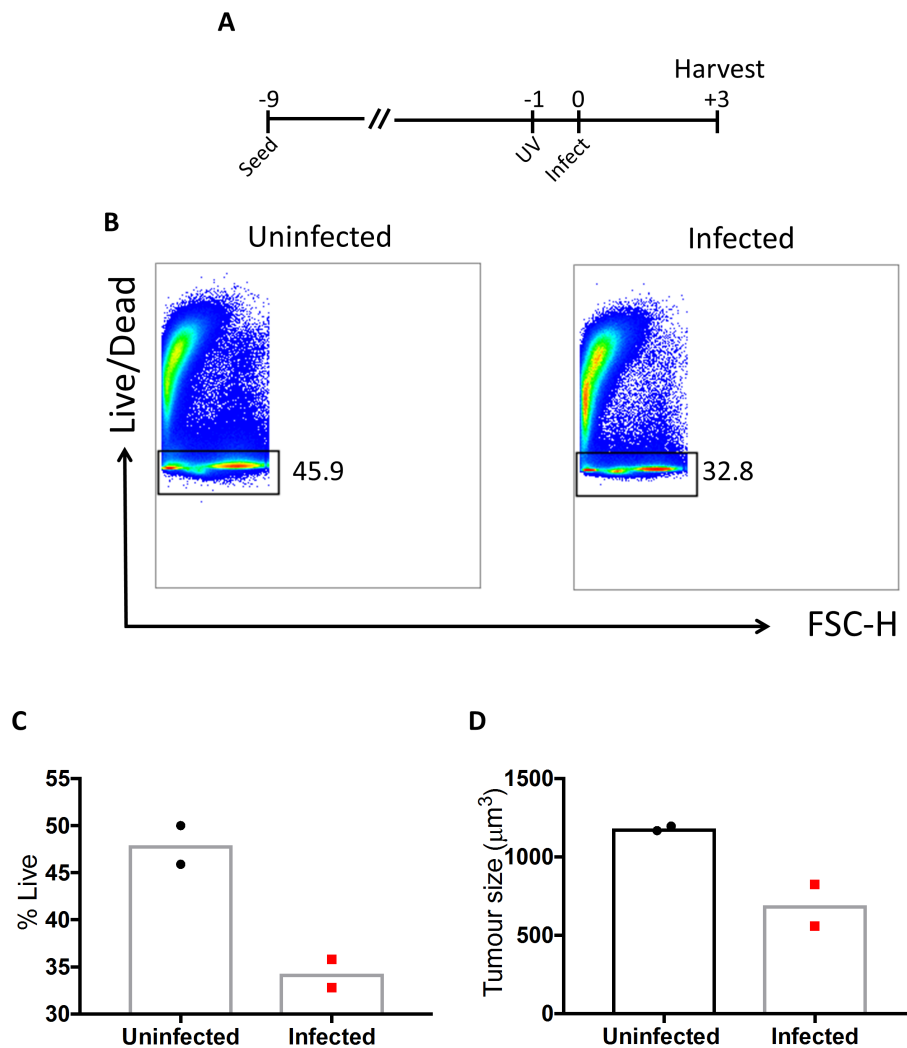 A
Harvest
-9
-1
0
+3
Seed
UV
Infect
B
Uninfected
Infected
Live/Dead
45.9
32.8
FSC-H
C
D
% Live
55
50
45
40
35
30
Uninfected
Infected
Tumour size (μm³)
1500
1000
500
0
Uninfected
Infected